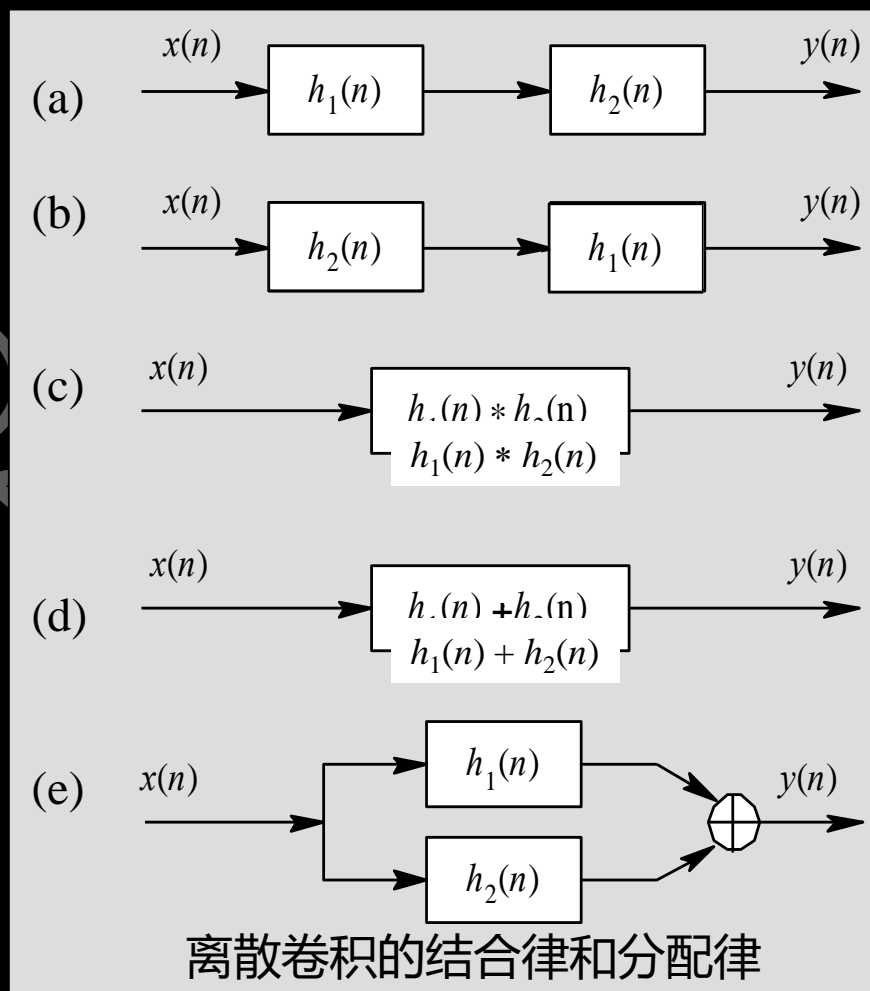 x(n) y(n)
(a) h₁(n) h₂(n)
x(n) y(n)
(b) h₂(n) h₁(n)
x(n) y(n)
(c)
h₁(n) * h₂(n)
x(n) y(n)
(d)
h₁(n) + h₂(n)
h₁(n)
(e) x(n) y(n)
h₂(n)
离散卷积的结合律和分配律